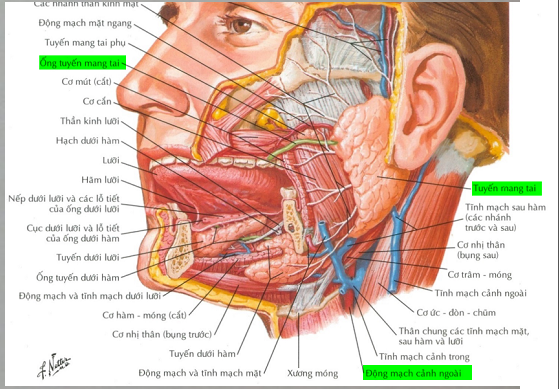 Các nhánh thần kinh mặt
Động mạch mặt ngang
Tuyến mang tai phụ
Ống tuyến mang tai
Cơ mút (cắt)
Cơ cắn
Thần kinh lưỡi
Hạch dưới hàm
Lưỡi
Hãm lưỡi
Nếp dưới lưỡi và các lỗ tiết
của ống dưới lưỡi
Cục dưới lưỡi và lỗ tiết
của ống dưới hàm
Tuyến dưới lưỡi
Ống tuyến dưới hàm
Động mạch và tĩnh mạch dưới lưỡi
Cơ hàm - móng (cắt)
Cơ nhị thân (bụng trước)
Tuyến dưới hàm
Động mạch và tĩnh mạch mặt
Xương móng
Tuyến mang tai
Tĩnh mạch sau hàm
(các nhánh
trước và sau)
Cơ nhị thân
(bụng sau)
Cơ trâm - móng
Tĩnh mạch cảnh ngoài
Cơ ức - đòn - chũm
Thân chung các tĩnh mạch mặt,
sau hàm và lưỡi
Tĩnh mạch cảnh trong
Động mạch cảnh ngoài